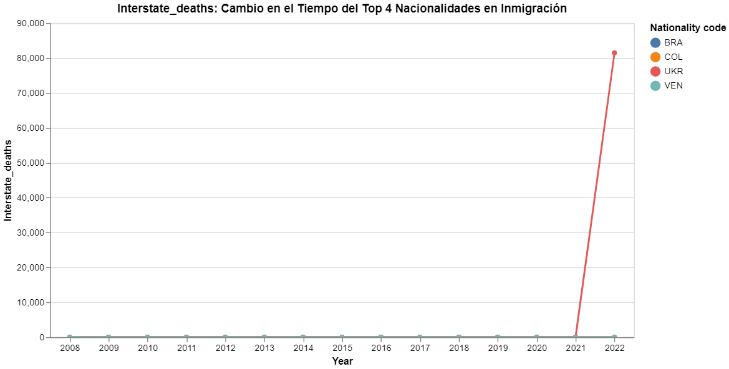 Interstate_deaths: Cambio en el Tiempo del Top 4 Nacionalidades en Inmigración
Nationality code
BRA
COL
UKR
VEN
Interstate_deaths
90,000
80,000
70,000
60,000
50,000
40,000
30,000
20,000
10,000
0
2008 2009 2010 2011 2012 2013 2014 2015 2016 2017 2018 2019 2020 2021 2022
Year